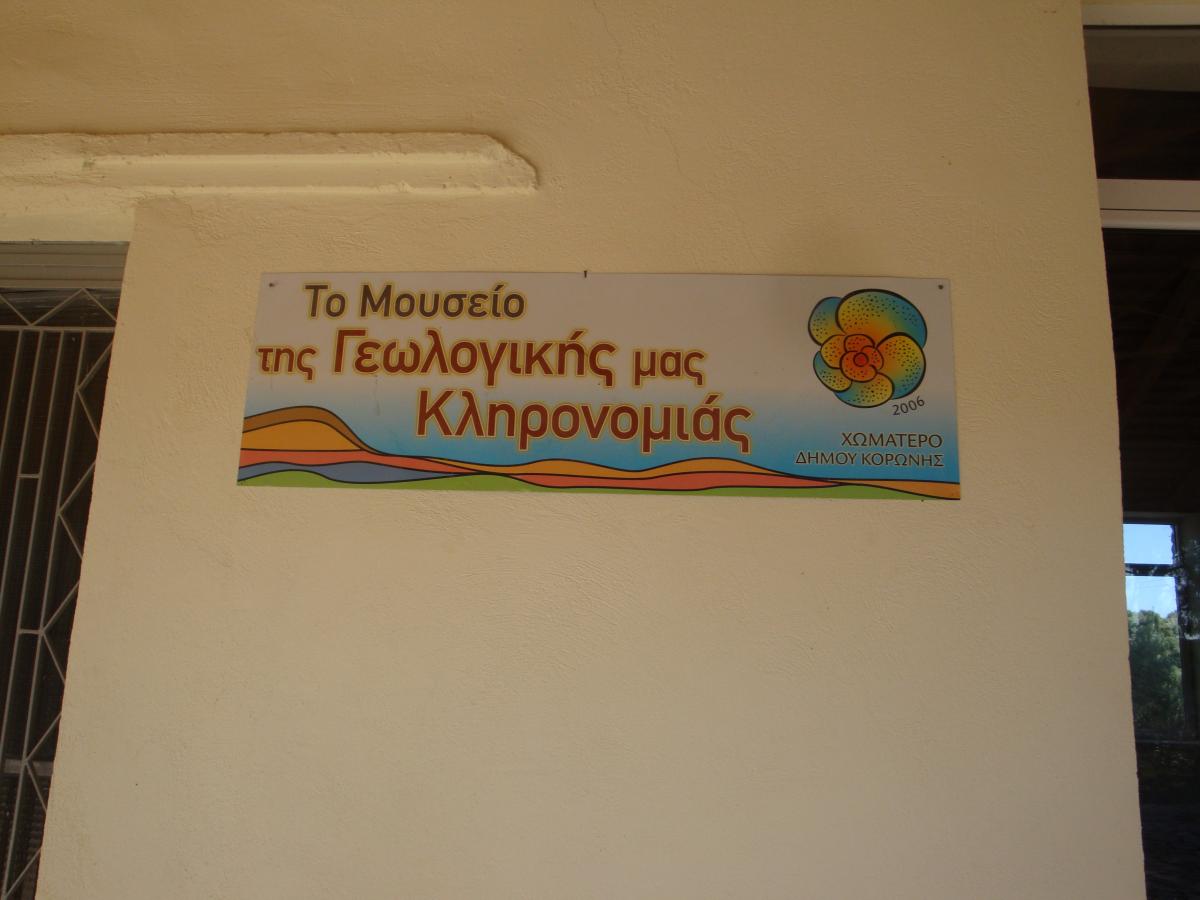 Το Μουσείο
της Γεωλογικής μας
Κληρονομιάς
2006
ΧΩΜΑΤΕΡΟ
ΔΗΜΟΥ ΚΟΡΩΝΗΣ